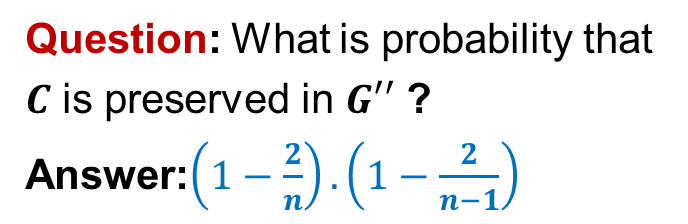 Question: What is probability that
C is preserved in G′′ ?
Answer:(1 − 2/n).(1 − 2/n−1)